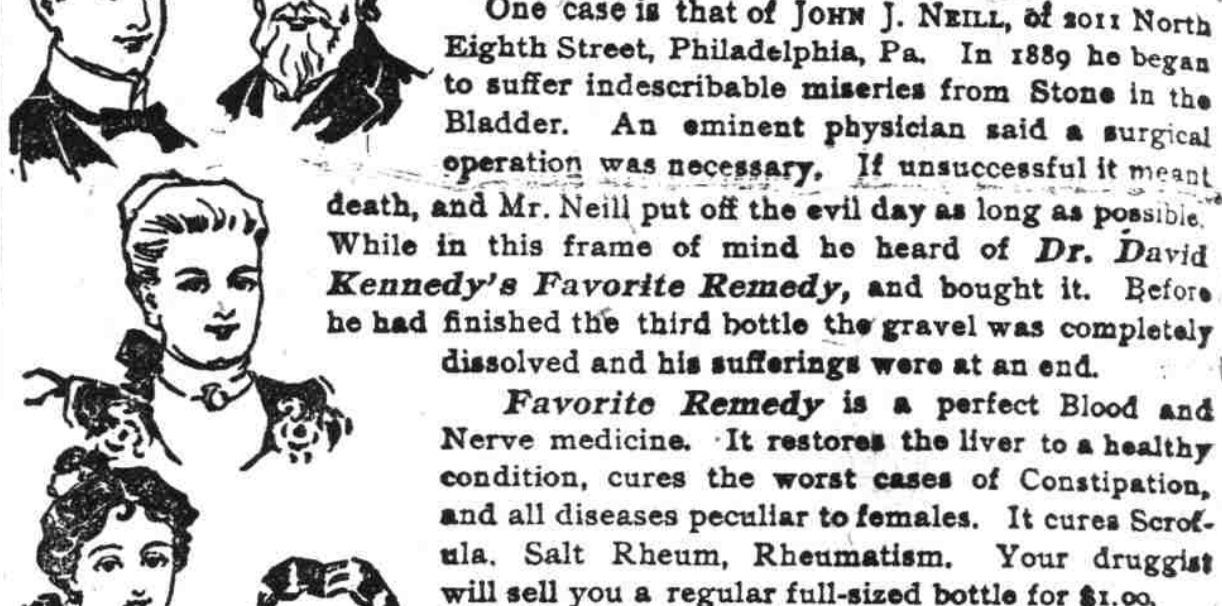 One case is that of JOHN J. NEILL, of 2011 North
Eighth Street, Philadelphia, Pa. In 1889 he began
to suffer indescribable miseries from Stone in the
Bladder. An eminent physician said a surgical
operation was necessary. If unsuccessful it meant
death, and Mr. Neill put off the evil day as long as possible.
While in this frame of mind he heard of Dr. David
Kennedy's Favorite Remedy, and bought it. Before
he had finished the third bottle the gravel was completely
dissolved and his sufferings were at an end.
Favorite Remedy is a perfect Blood and
Nerve medicine. It restores the liver to a healthy
condition, cures the worst cases of Constipation,
and all diseases peculiar to females. It cures Scrof-
ula, Salt Rheum, Rheumatism. Your druggist
will sell you a regular full-sized bottle for $1.00.